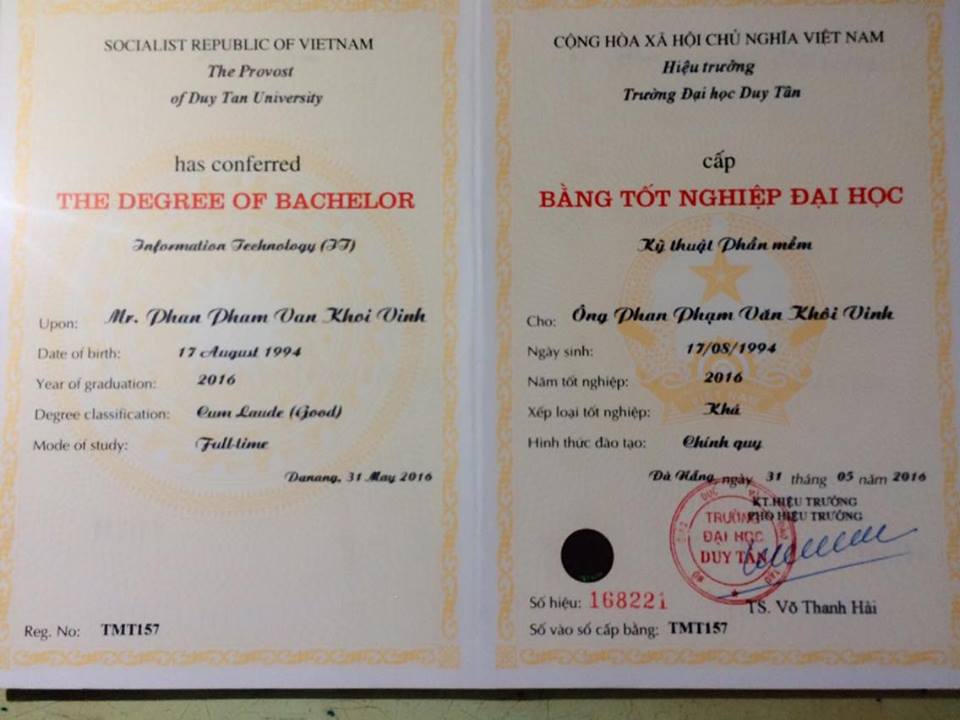 SOCIALIST REPUBLIC OF VIETNAM
The Provost
of Duy Tan University
has conferred
THE DEGREE OF BACHELOR
Information Technology (IT)
Upon: Mr. Phan Pham Van Khoi Vinh
Date of birth: 17 August 1994
Year of graduation: 2016
Degree classification: Cum Laude (Good)
Mode of study: Full-time
Danang, 31 May 2016
Reg. No: TMT157
CỘNG HÒA XÃ HỘI CHỦ NGHĨA VIỆT NAM
Hiệu trưởng
Trường Đại học Duy Tân
cấp
BẰNG TỐT NGHIỆP ĐẠI HỌC
Kỹ thuật Phần mềm
Cho: Ông Phan Phạm Văn Khôi Vinh
Ngày sinh: 17/08/1994
Năm tốt nghiệp: 2016
Xếp loại tốt nghiệp: Khá
Hình thức đào tạo: Chính quy
Đà Nẵng, ngày 31 tháng 05 năm 2016
KT.HIỆU TRƯỞNG
PHÓ HIỆU TRƯỞNG
TRƯỜNG
ĐẠI HỌC
DUY TÂN
Số hiệu: 168221
TS. Võ Thanh Hải
Số vào sổ cấp bằng: TMT157